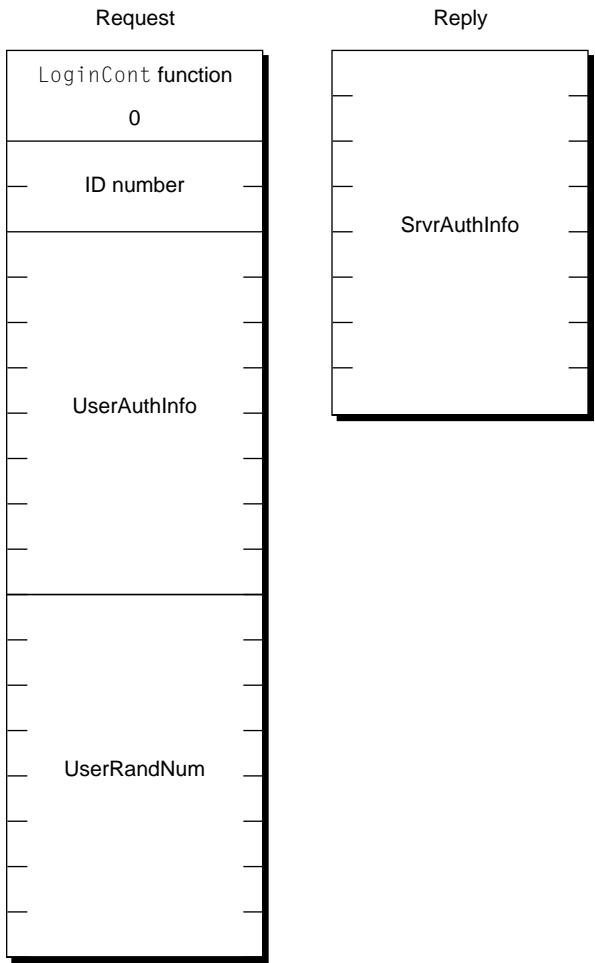 Request
LoginCont function
0
ID number
UserAuthInfo
UserRandNum
Reply
SrvrAuthInfo